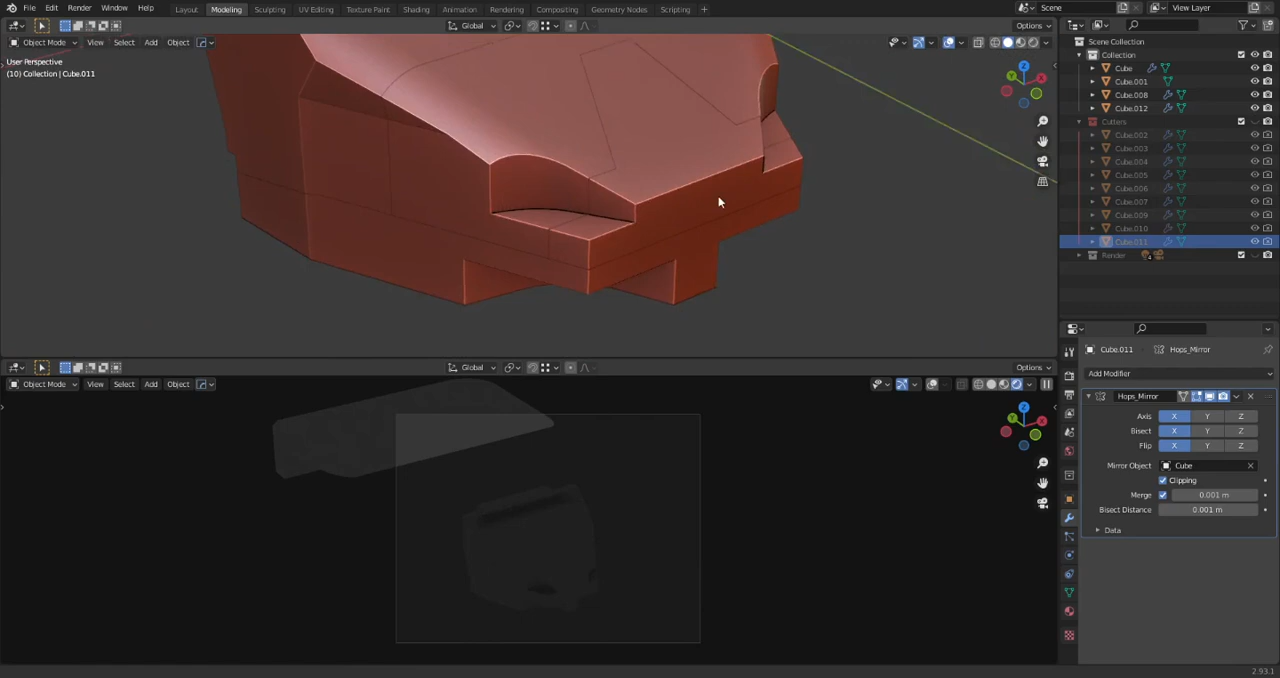 File Edit Render Window Help
Layout Modeling Sculpting UV Editing Texture Paint Shading Animation Rendering Compositing Geometry Nodes Scripting +
Scene View Layer
Global Options
Object Mode View Select Add Object
User Perspective
(10) Collection | Cube.011
Z
Y
X
Scene Collection
Collection
Cube
Cube.001
Cube.008
Cube.012
Cutters
Cube.002
Cube.003
Cube.004
Cube.005
Cube.006
Cube.007
Cube.009
Cube.010
Cube.011
Render 4
Cube.011 Hops_Mirror
Add Modifier
Hops_Mirror
Axis X Y Z
Bisect X Y Z
Flip X Y Z
Mirror Object Cube
Clipping
Merge 0.001 m
Bisect Distance 0.001 m
Data
Global Options
Object Mode View Select Add Object
Z
Y
X
2.93.1